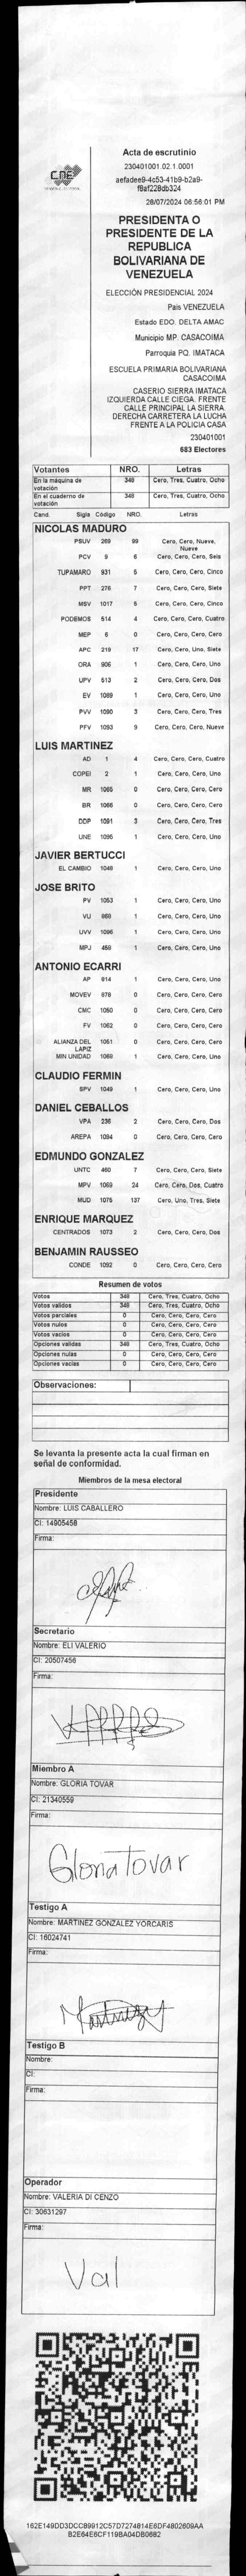 CNE
Acta de escrutinio
230401001.02.1.0001
aefadee9-4c53-41b9-b2a9-
f8af228db324
28/07/2024 06:56:01 PM
PRESIDENTA O
PRESIDENTE DE LA
REPUBLICA
BOLIVARIANA DE
VENEZUELA
ELECCIÓN PRESIDENCIAL 2024
Pais VENEZUELA
Estado EDO. DELTA AMAC
Municipio MP. CASACOIMA
Parroquia PQ. IMATACA
ESCUELA PRIMARIA BOLIVARIANA
CASACOIMA
CASERIO SIERRA IMATACA
IZQUIERDA CALLE CIEGA. FRENTE
CALLE PRINCIPAL LA SIERRA.
DERECHA CARRETERA LA LUCHA
FRENTE A LA POLICIA CASA
230401001
683 Electores
Votantes NRO. Letras
En la máquina de votación 348 Cero, Tres, Cuatro, Ocho
En el cuaderno de votación 348 Cero, Tres, Cuatro, Ocho
Cand. Sigla Código NRO. Letras
NICOLAS MADURO
PSUV 269 99 Cero, Cero, Nueve, Nueve
PCV 9 6 Cero, Cero, Cero, Seis
TUPAMARO 931 5 Cero, Cero, Cero, Cinco
PPT 276 7 Cero, Cero, Cero, Siete
MSV 1017 5 Cero, Cero, Cero, Cinco
PODEMOS 514 4 Cero, Cero, Cero, Cuatro
MEP 6 0 Cero, Cero, Cero, Cero
APC 219 17 Cero, Cero, Uno, Siete
ORA 906 1 Cero, Cero, Cero, Uno
UPV 513 2 Cero, Cero, Cero, Dos
EV 1089 1 Cero, Cero, Cero, Uno
PVV 1090 3 Cero, Cero, Cero, Tres
PFV 1093 9 Cero, Cero, Cero, Nueve
LUIS MARTINEZ
AD 1 4 Cero, Cero, Cero, Cuatro
COPEI 2 1 Cero, Cero, Cero, Uno
MR 1065 0 Cero, Cero, Cero, Cero
BR 1066 0 Cero, Cero, Cero, Cero
DDP 1091 3 Cero, Cero, Cero, Tres
UNE 1095 1 Cero, Cero, Cero, Uno
JAVIER BERTUCCI
EL CAMBIO 1048 1 Cero, Cero, Cero, Uno
JOSE BRITO
PV 1053 1 Cero, Cero, Cero, Uno
VU 868 1 Cero, Cero, Cero, Uno
UVV 1086 1 Cero, Cero, Cero, Uno
MPJ 458 1 Cero, Cero, Cero, Uno
ANTONIO ECARRI
AP 914 1 Cero, Cero, Cero, Uno
MOVEV 979 0 Cero, Cero, Cero, Cero
CMC 1050 0 Cero, Cero, Cero, Cero
FV 1062 0 Cero, Cero, Cero, Cero
ALIANZA DEL LAPIZ 1051 0 Cero, Cero, Cero, Cero
MIN UNIDAD 1068 1 Cero, Cero, Cero, Uno
CLAUDIO FERMIN
SPV 1049 1 Cero, Cero, Cero, Uno
DANIEL CEBALLOS
VPA 236 2 Cero, Cero, Cero, Dos
AREPA 1094 0 Cero, Cero, Cero, Cero
EDMUNDO GONZALEZ
UNTC 460 7 Cero, Cero, Cero, Siete
MPV 1069 24 Cero, Cero, Dos, Cuatro
MUD 1075 137 Cero, Uno, Tres, Siete
ENRIQUE MARQUEZ
CENTRADOS 1073 2 Cero, Cero, Cero, Dos
BENJAMIN RAUSSEO
CONDE 1092 0 Cero, Cero, Cero, Cero
Resumen de votos
Votos 348 Cero, Tres, Cuatro, Ocho
Votos validos 348 Cero, Tres, Cuatro, Ocho
Votos parciales 0 Cero, Cero, Cero, Cero
Votos nulos 0 Cero, Cero, Cero, Cero
Votos vacios 0 Cero, Cero, Cero, Cero
Opciones validas 348 Cero, Tres, Cuatro, Ocho
Opciones nulas 0 Cero, Cero, Cero, Cero
Opciones vacias 0 Cero, Cero, Cero, Cero
Observaciones:
Se levanta la presente acta la cual firman en
señal de conformidad.
Miembros de la mesa electoral
Presidente
Nombre: LUIS CABALLERO
CI: 14905458
Firma:
Secretario
Nombre: ELI VALERIO
CI: 20507456
Firma:
Miembro A
Nombre: GLORIA TOVAR
CI: 21340559
Firma:
Gloria Tovar
Testigo A
Nombre: MARTINEZ GONZALEZ YORCARIS
CI: 16024741
Firma:
Martinez
Testigo B
Nombre:
CI:
Firma:
Operador
Nombre: VALERIA DI CENZO
CI: 30631297
Firma:
Val
162E149DD3DCC89912C57D7274814E6DF4802609AA
B2E64E6CF119BA04DB0682